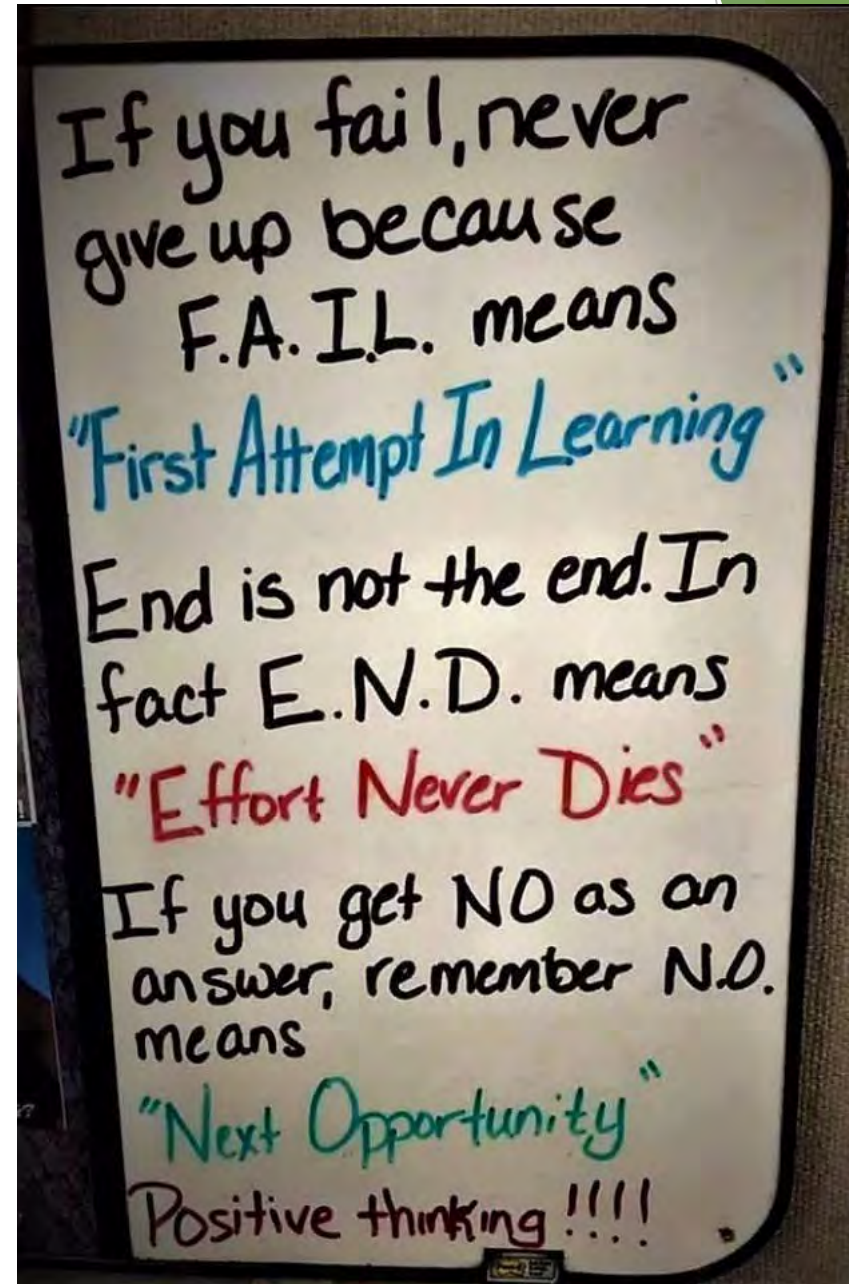 If you fail, never
give up because
F.A.I.L. means
"First Attempt In Learning"
End is not the end. In
fact E.N.D. means
"Effort Never Dies"
If you get NO as an
answer, remember N.O.
means
"Next Opportunity"
Positive thinking!!!!